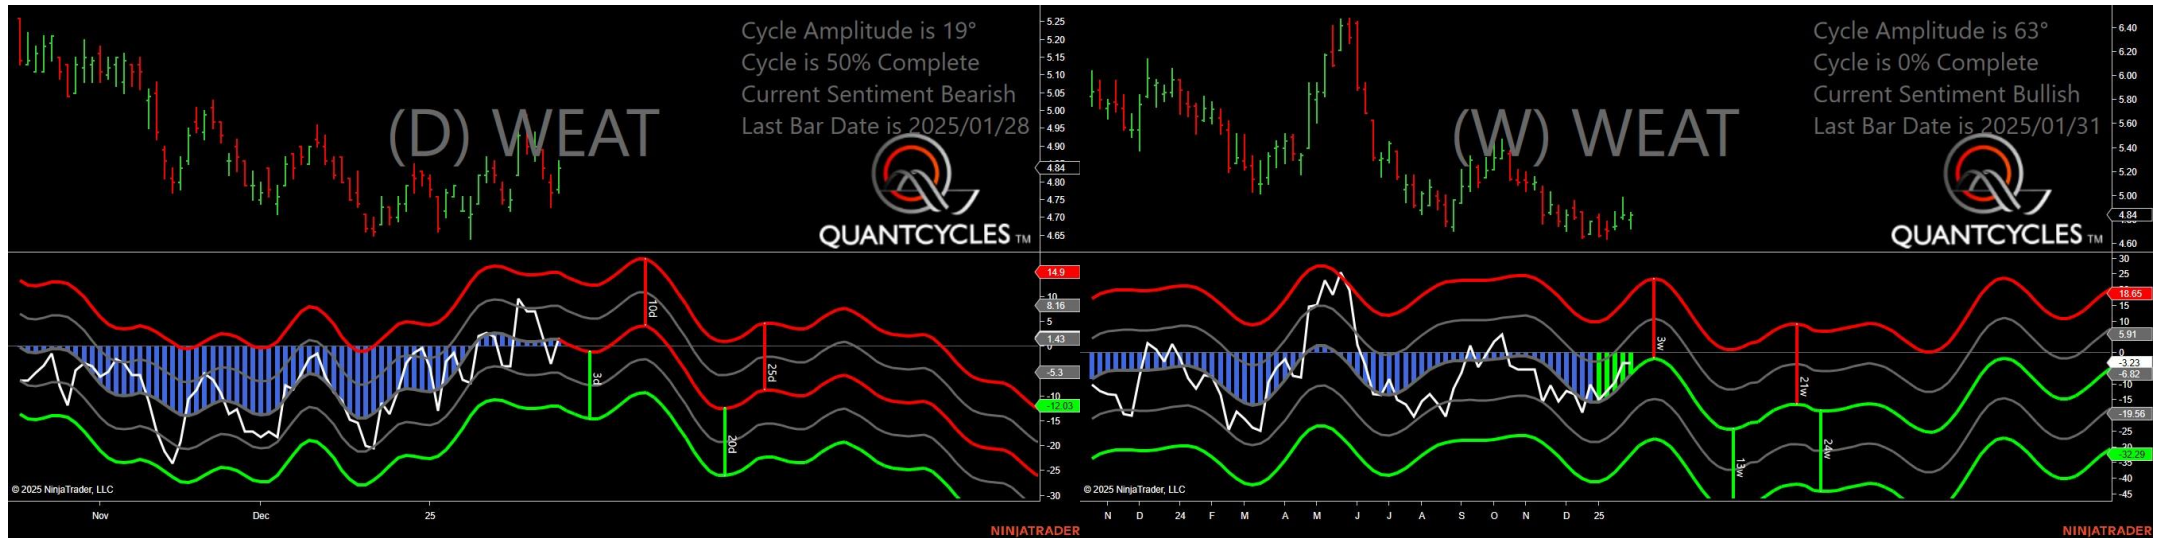 Cycle Amplitude is 19°
Cycle is 50% Complete
Current Sentiment Bearish
Last Bar Date is 2025/01/28
(D) WEAT
QUANTCYCLES TM
5.25
5.20
5.15
5.10
5.05
5.00
4.95
4.90
4.84
4.80
4.75
4.70
4.65
14.9
10
8.16
5
1.43
0
-5.3
-10
-12.03
-15
-20
-25
-30
3d
10d
20d
25d
© 2025 NinjaTrader, LLC
Nov
Dec
25
NINJATRADER
Cycle Amplitude is 63°
Cycle is 0% Complete
Current Sentiment Bullish
Last Bar Date is 2025/01/31
(W) WEAT
QUANTCYCLES TM
6.40
6.20
6.00
5.80
5.60
5.40
5.20
5.00
4.84
4.60
30
25
18.65
15
10
5.91
0
-3.23
-6.82
-10
-15
-19.56
-25
-32.29
-35
-40
-45
3w
13w
21w
24w
© 2025 NinjaTrader, LLC
N
D
24
F
M
A
M
J
J
A
S
O
N
D
25
NINJATRADER